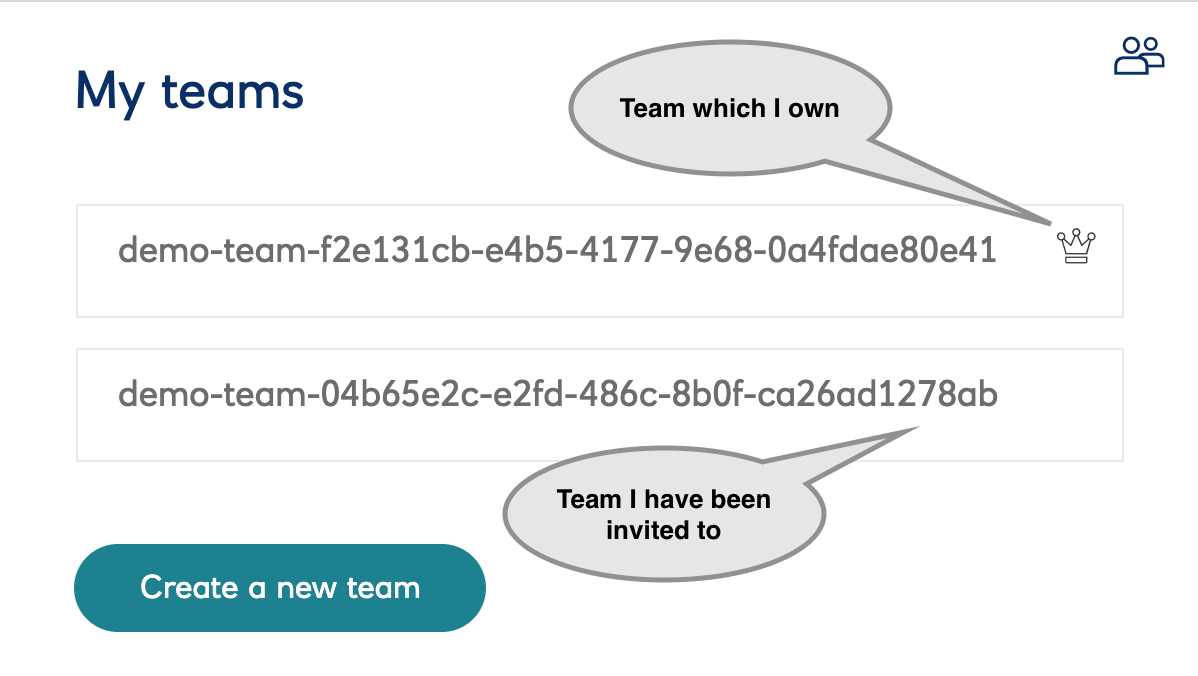 My teams
Team which I own
demo-team-f2e131cb-e4b5-4177-9e68-0a4fdae80e41
demo-team-04b65e2c-e2fd-486c-8b0f-ca26ad1278ab
Team I have been
invited to
Create a new team